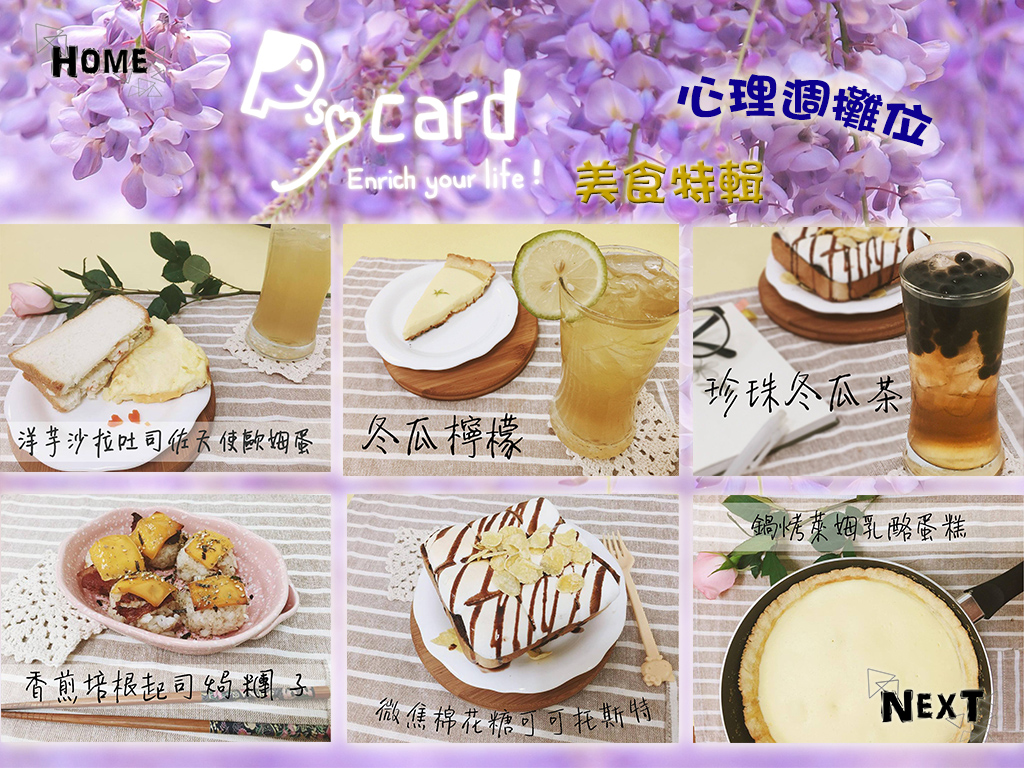 HOME
Psycard
Enrich your life!
心理週攤位
美食特輯
洋芋沙拉吐司佐天使歐姆蛋
冬瓜檸檬
珍珠冬瓜茶
香煎培根起司焗糰子
微焦棉花糖可可托斯特
鍋烤萊姆乳酪蛋糕
NEXT